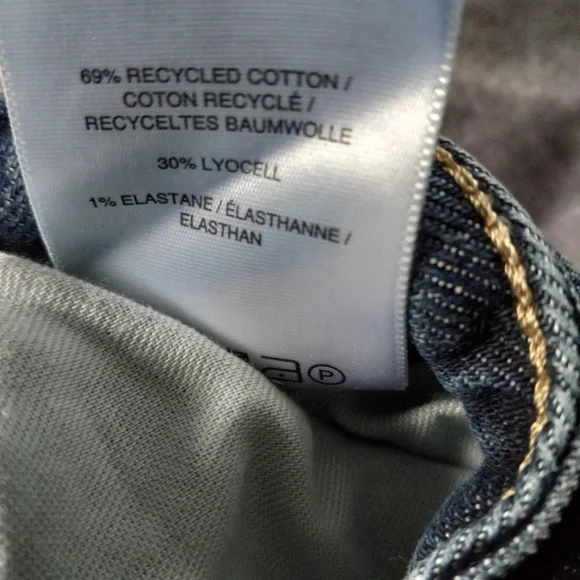 69% RECYCLED COTTON /
COTON RECYCLÉ /
RECYCELTES BAUMWOLLE
30% LYOCELL
1% ELASTANE / ÉLASTHANNE /
ELASTHAN
P